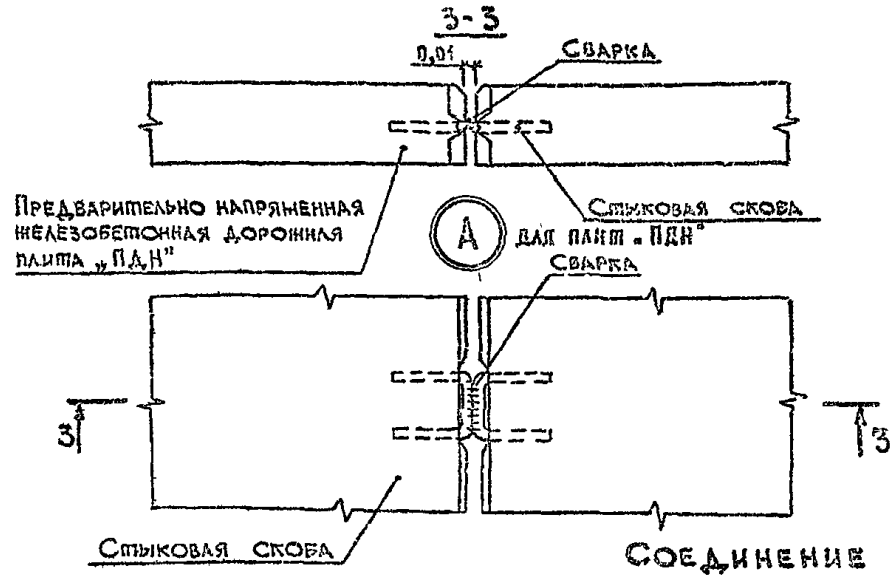 3-3
0,01
Сварка
Предварительно напряженная
железобетонная дорожная
плита „ПДН"
А
Стыковая скоба
для плит „ПДН"
Сварка
3
3
Стыковая скоба
Соединение